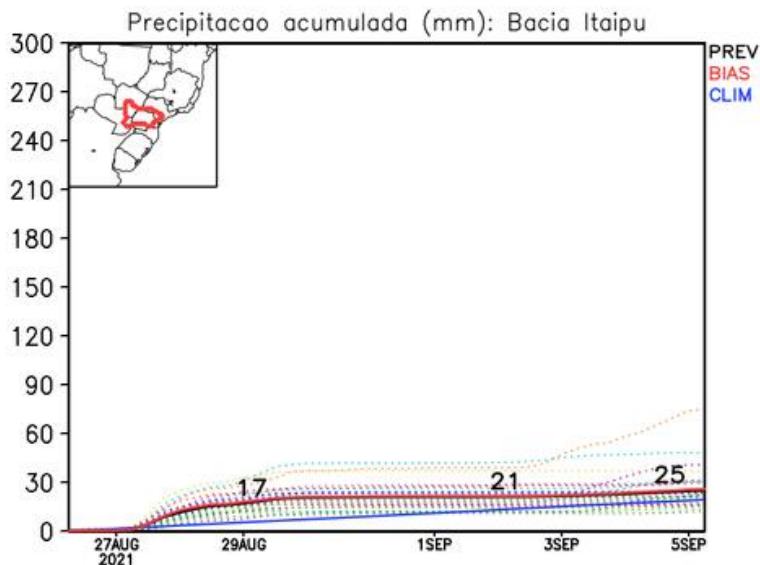 Precipitacao acumulada (mm): Bacia Itaipu
300
270
240
210
180
150
120
90
60
30
0
PREV
BIAS
CLIM
17
21
25
27AUG
2021
29AUG
1SEP
3SEP
5SEP